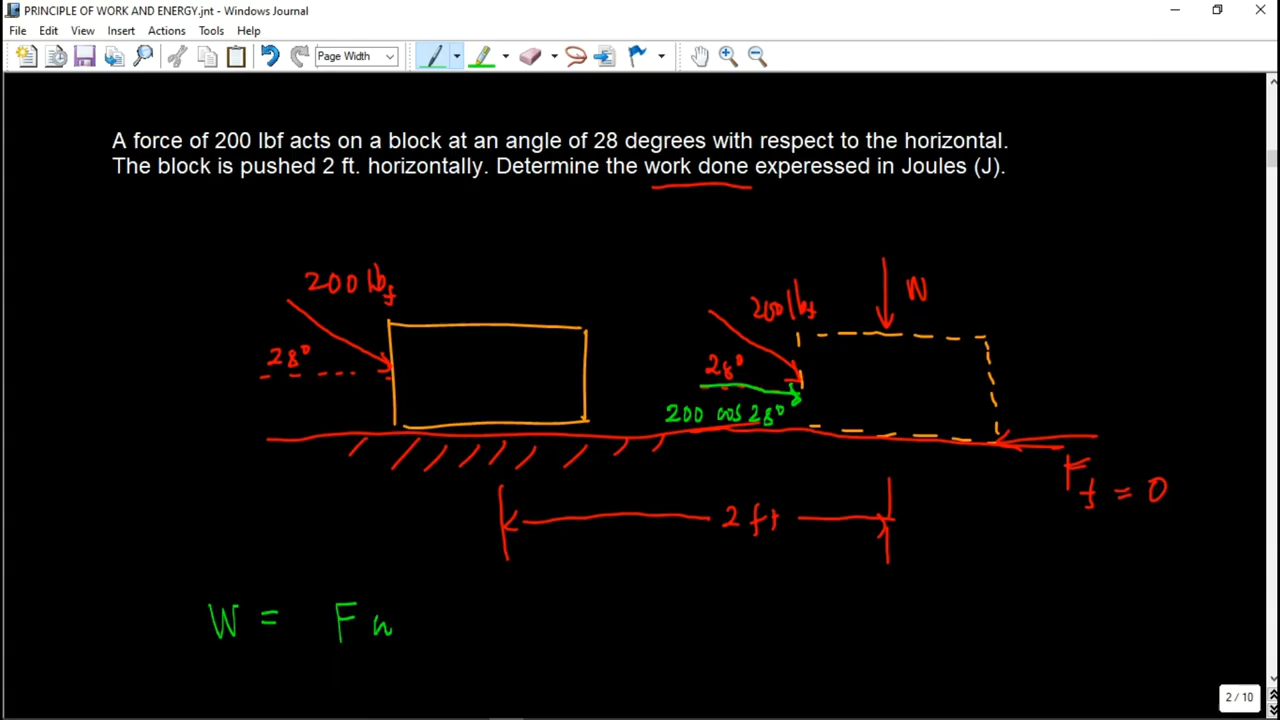 PRINCIPLE OF WORK AND ENERGY.jnt - Windows Journal
File Edit View Insert Actions Tools Help
Page Width
A force of 200 lbf acts on a block at an angle of 28 degrees with respect to the horizontal.
The block is pushed 2 ft. horizontally. Determine the work done experessed in Joules (J).
200 lbf
28°
200 lbf
W
28°
200 cos 28°
Ff = 0
2 ft
W = F
2 / 10